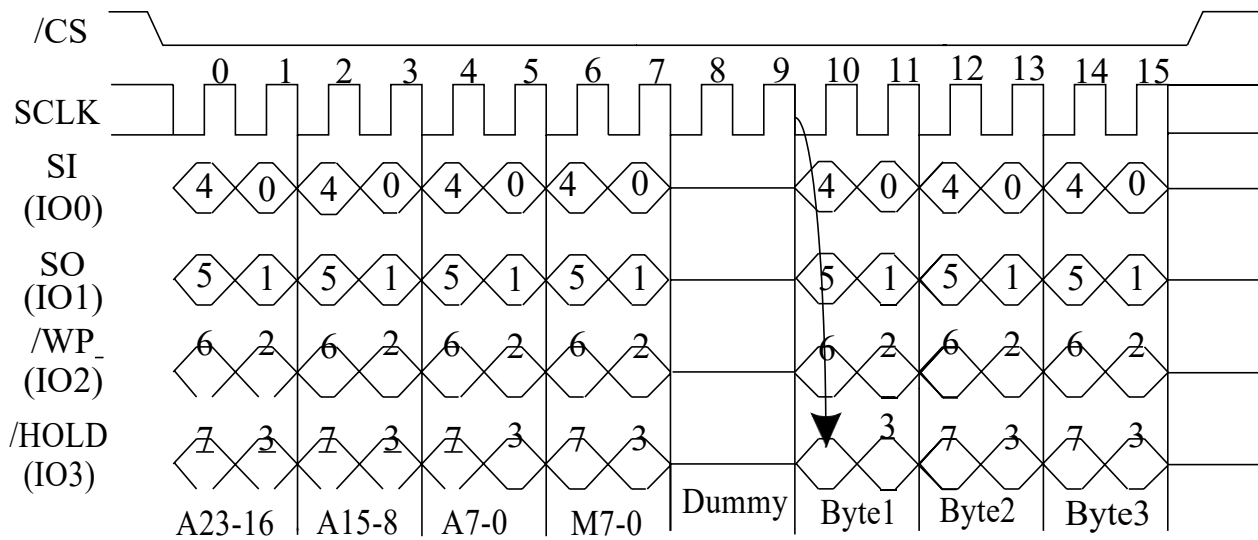 /CS
0 1 2 3 4 5 6 7 8 9 10 11 12 13 14 15
SCLK
SI
(IO0)
4 0 4 0 4 0 4 0 4 0 4 0 4 0
SO
(IO1)
5 1 5 1 5 1 5 1 5 1 5 1 5 1
/WP_
(IO2)
6 2 6 2 6 2 6 2 6 2 6 2 6 2
/HOLD
(IO3)
7 3 7 3 7 3 7 3 3 7 3 7 3
A23-16 A15-8 A7-0 M7-0 Dummy Byte1 Byte2 Byte3